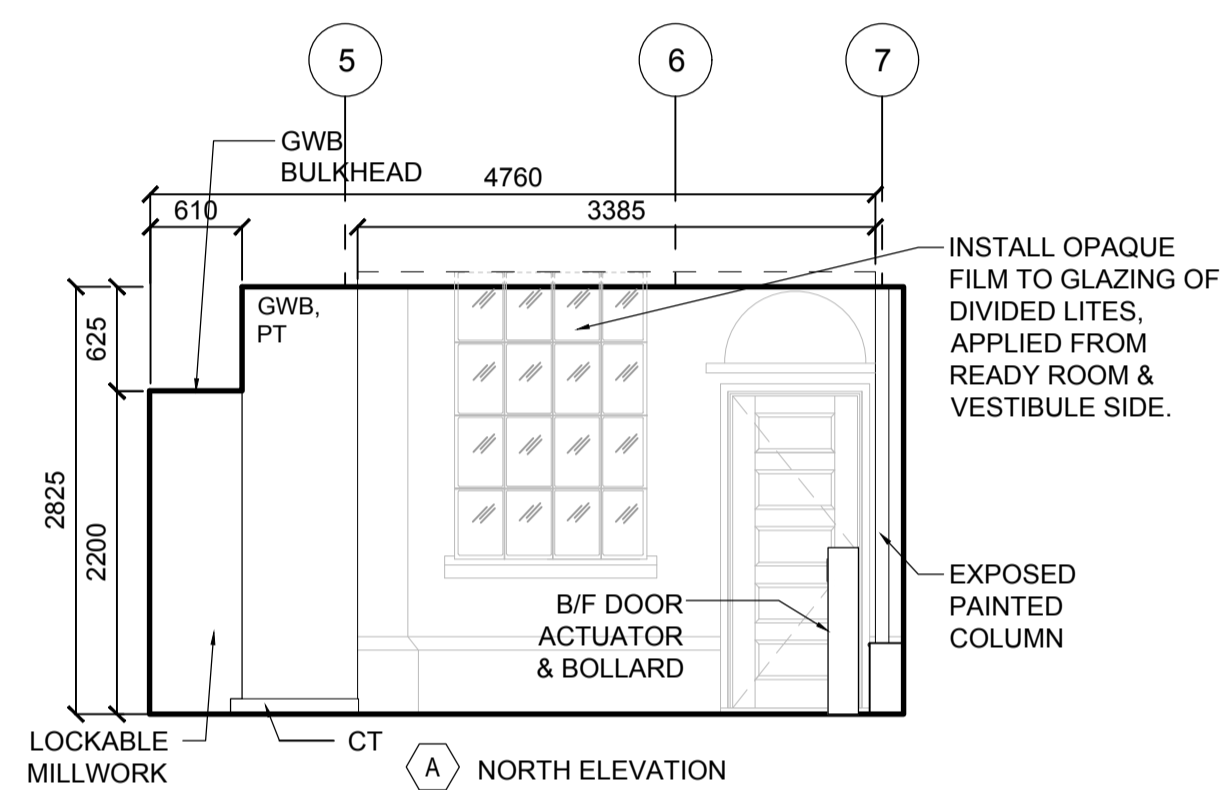 5
6
7
GWB
BULKHEAD
4760
610
3385
INSTALL OPAQUE
FILM TO GLAZING OF
DIVIDED LITES,
APPLIED FROM
READY ROOM &
VESTIBULE SIDE.
GWB,
PT
625
2825
2200
B/F DOOR
ACTUATOR
& BOLLARD
EXPOSED
PAINTED
COLUMN
LOCKABLE
MILLWORK
CT
A
NORTH ELEVATION